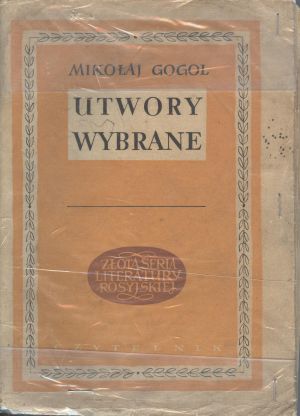 MIKOŁAJ GOGOL
UTWORY
WYBRANE
ZŁOTA SERIA
LITERATURY
ROSYJSKIEJ
CZYTELNIK